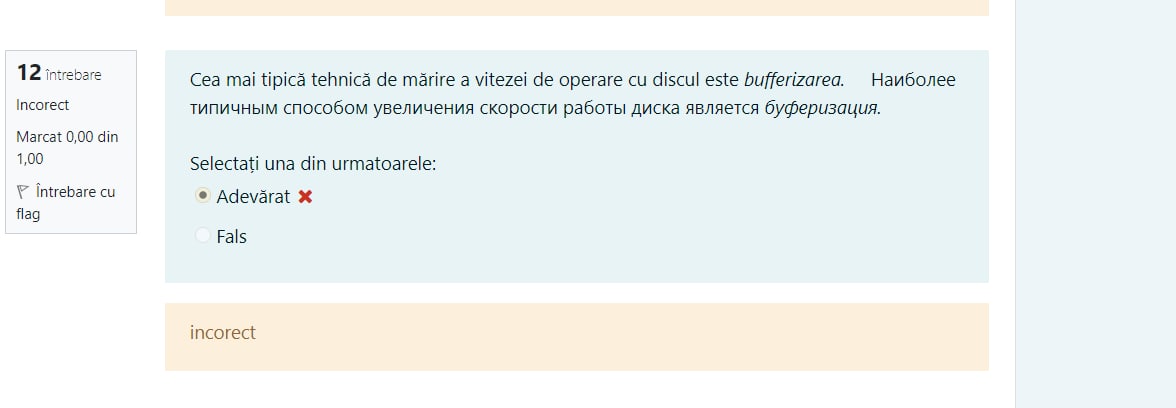 12 întrebare
Incorect
Marcat 0,00 din
1,00
Întrebare cu
flag
Cea mai tipică tehnică de mărire a vitezei de operare cu discul este bufferizarea. Наиболее
типичным способом увеличения скорости работы диска является буферизация.
Selectați una din urmatoarele:
Adevărat
Fals
incorect